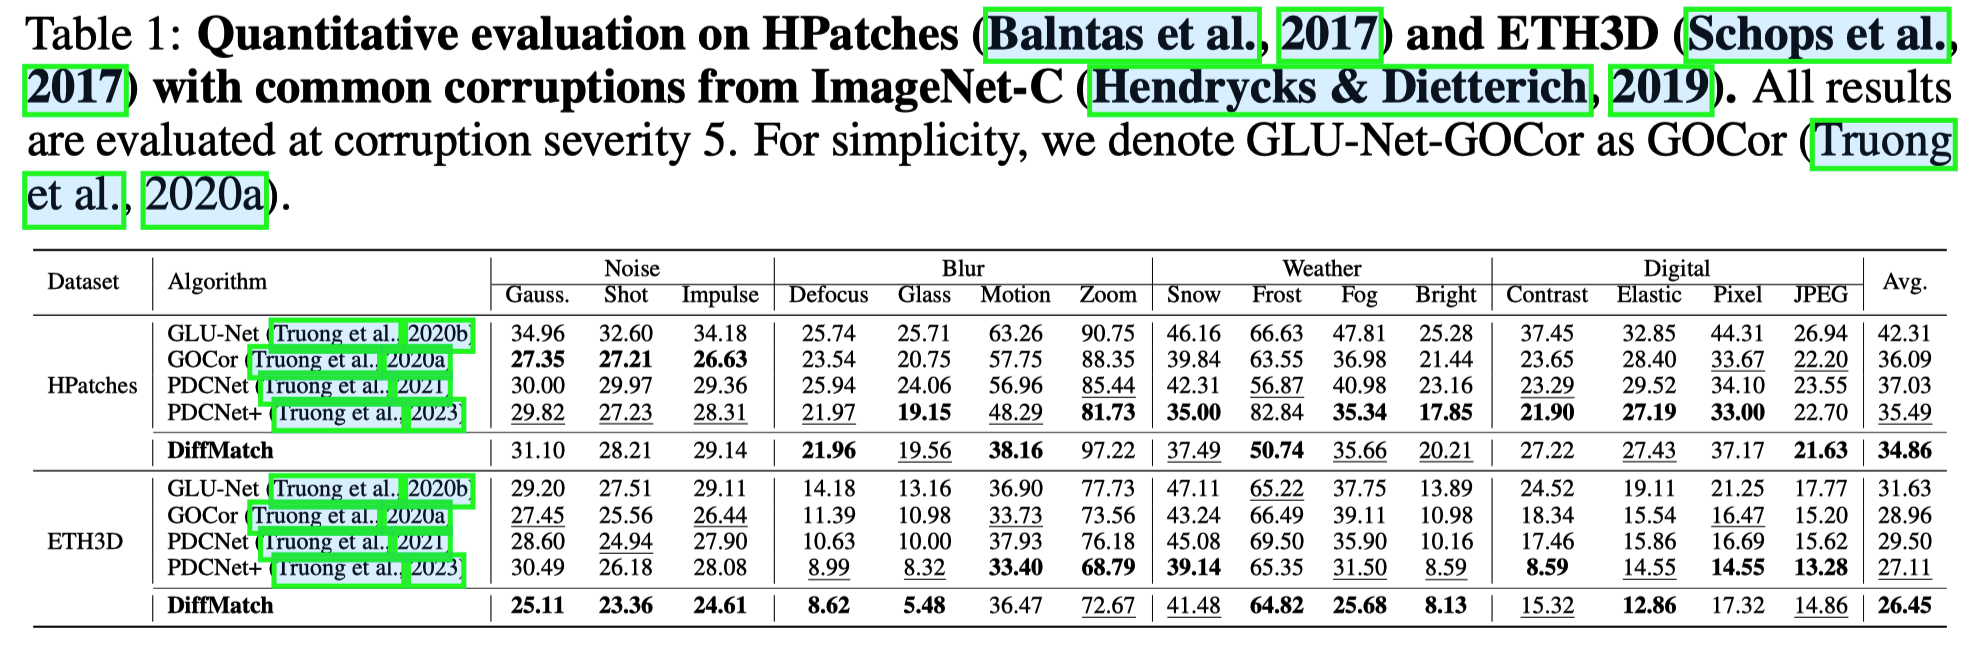 Table 1: Quantitative evaluation on HPatches (Balntas et al., 2017) and ETH3D (Schops et al.,
2017) with common corruptions from ImageNet-C (Hendrycks & Dietterich, 2019). All results
are evaluated at corruption severity 5. For simplicity, we denote GLU-Net-GOCor as GOCor (Truong
et al., 2020a).
Dataset Algorithm Noise Blur Weather Digital Avg.
Gauss. Shot Impulse Defocus Glass Motion Zoom Snow Frost Fog Bright Contrast Elastic Pixel JPEG
HPatches
GLU-Net (Truong et al., 2020b) 34.96 32.60 34.18 25.74 25.71 63.26 90.75 46.16 66.63 47.81 25.28 37.45 32.85 44.31 26.94 42.31
GOCor (Truong et al., 2020a) 27.35 27.21 26.63 23.54 20.75 57.75 88.35 39.84 63.55 36.98 21.44 23.65 28.40 33.67 22.20 36.09
PDCNet (Truong et al., 2021) 30.00 29.97 29.36 25.94 24.06 56.96 85.44 42.31 56.87 40.98 23.16 23.29 29.52 34.10 23.55 37.03
PDCNet+ (Truong et al., 2023) 29.82 27.23 28.31 21.97 19.15 48.29 81.73 35.00 82.84 35.34 17.85 21.90 27.19 33.00 22.70 35.49
DiffMatch 31.10 28.21 29.14 21.96 19.56 38.16 97.22 37.49 50.74 35.66 20.21 27.22 27.43 37.17 21.63 34.86
ETH3D
GLU-Net (Truong et al., 2020b) 29.20 27.51 29.11 14.18 13.16 36.90 77.73 47.11 65.22 37.75 13.89 24.52 19.11 21.25 17.77 31.63
GOCor (Truong et al., 2020a) 27.45 25.56 26.44 11.39 10.98 33.73 73.56 43.24 66.49 39.11 10.98 18.34 15.54 16.47 15.20 28.96
PDCNet (Truong et al., 2021) 28.60 24.94 27.90 10.63 10.00 37.93 76.18 45.08 69.50 35.90 10.16 17.46 15.86 16.69 15.62 29.50
PDCNet+ (Truong et al., 2023) 30.49 26.18 28.08 8.99 8.32 33.40 68.79 39.14 65.35 31.50 8.59 8.59 14.55 14.55 13.28 27.11
DiffMatch 25.11 23.36 24.61 8.62 5.48 36.47 72.67 41.48 64.82 25.68 8.13 15.32 12.86 17.32 14.86 26.45